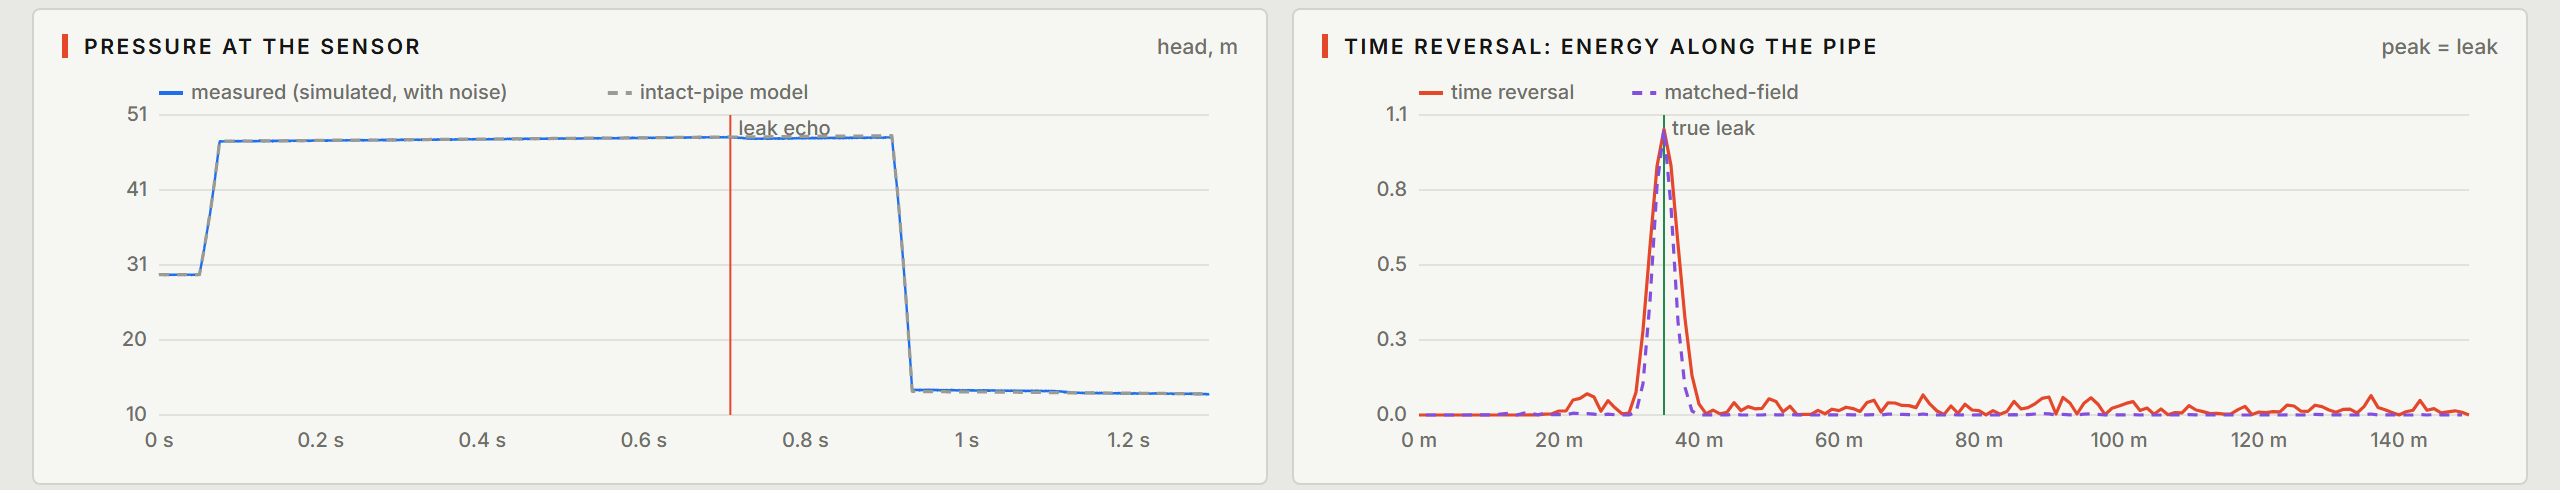 PRESSURE AT THE SENSOR
head, m
measured (simulated, with noise)
intact-pipe model
51
leak echo
41
31
20
10
0 s
0.2 s
0.4 s
0.6 s
0.8 s
1 s
1.2 s
TIME REVERSAL: ENERGY ALONG THE PIPE
peak = leak
time reversal
matched-field
1.1
true leak
0.8
0.5
0.3
0.0
0 m
20 m
40 m
60 m
80 m
100 m
120 m
140 m